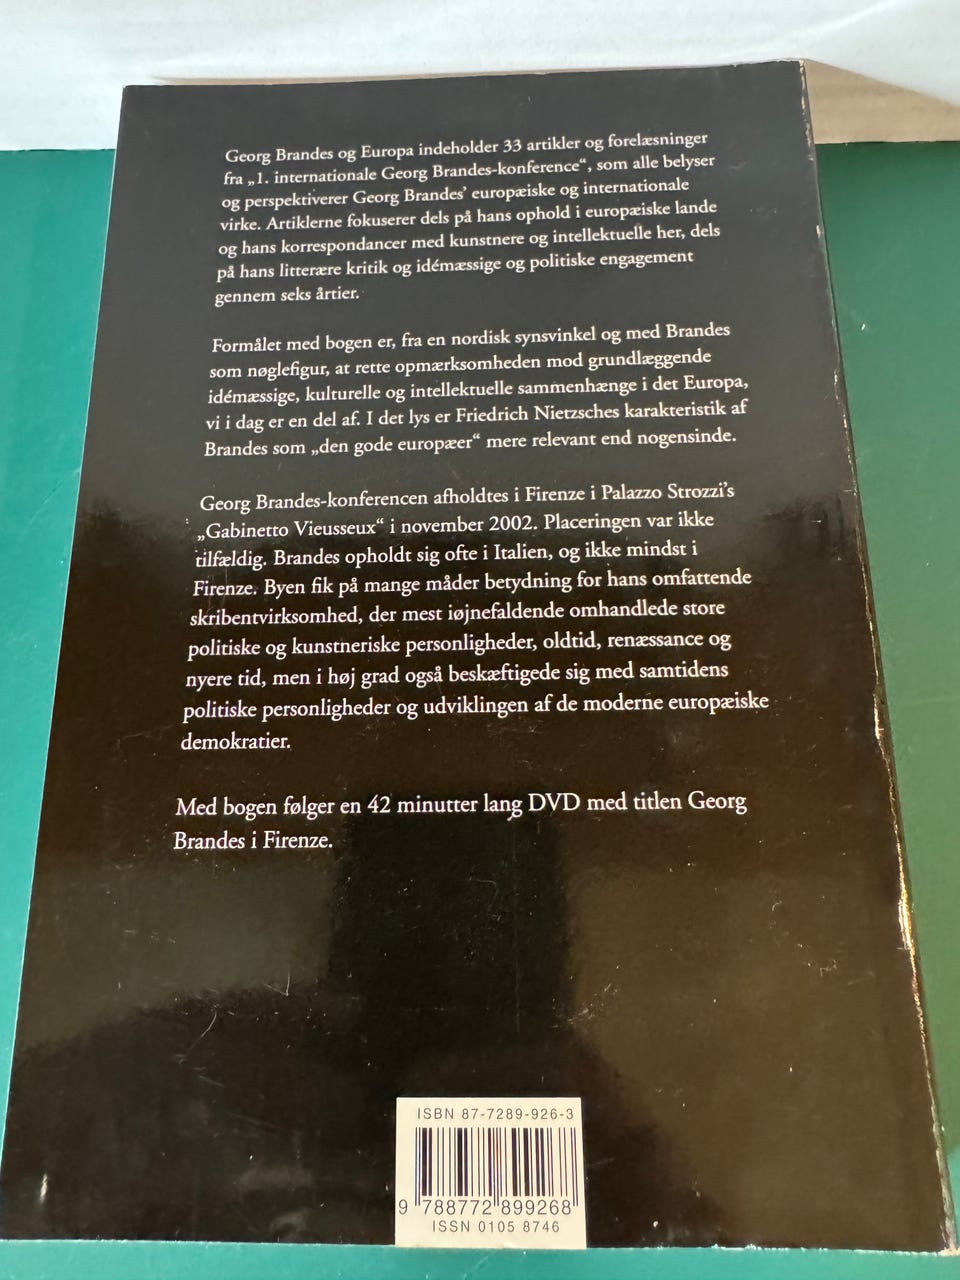 Georg Brandes og Europa indeholder 33 artikler og forelæsninger
fra „1. internationale Georg Brandes-konference“, som alle belyser
og perspektiverer Georg Brandes’ europæiske og internationale
virke. Artiklerne fokuserer dels på hans ophold i europæiske lande
og hans korrespondancer med kunstnere og intellektuelle her, dels
på hans litterære kritik og idémæssige og politiske engagement
gennem seks årtier.
Formålet med bogen er, fra en nordisk synsvinkel og med Brandes
som nøglefigur, at rette opmærksomheden mod grundlæggende
idémæssige, kulturelle og intellektuelle sammenhænge i det Europa,
vi i dag er en del af. I det lys er Friedrich Nietzsches karakteristik af
Brandes som „den gode europæer“ mere relevant end nogensinde.
Georg Brandes-konferencen afholdtes i Firenze i Palazzo Strozzi’s
„Gabinetto Vieusseux“ i november 2002. Placeringen var ikke
tilfældig. Brandes opholdt sig ofte i Italien, og ikke mindst i
Firenze. Byen fik på mange måder betydning for hans omfattende
skribentvirksomhed, der mest iøjnefaldende omhandlede store
politiske og kunstneriske personligheder, oldtid, renæssance og
nyere tid, men i høj grad også beskæftigede sig med samtidens
politiske personligheder og udviklingen af de moderne europæiske
demokratier.
Med bogen følger en 42 minutter lang DVD med titlen Georg
Brandes i Firenze.
ISBN 87-7289-926-3
9 788772 899268
ISSN 0105 8746